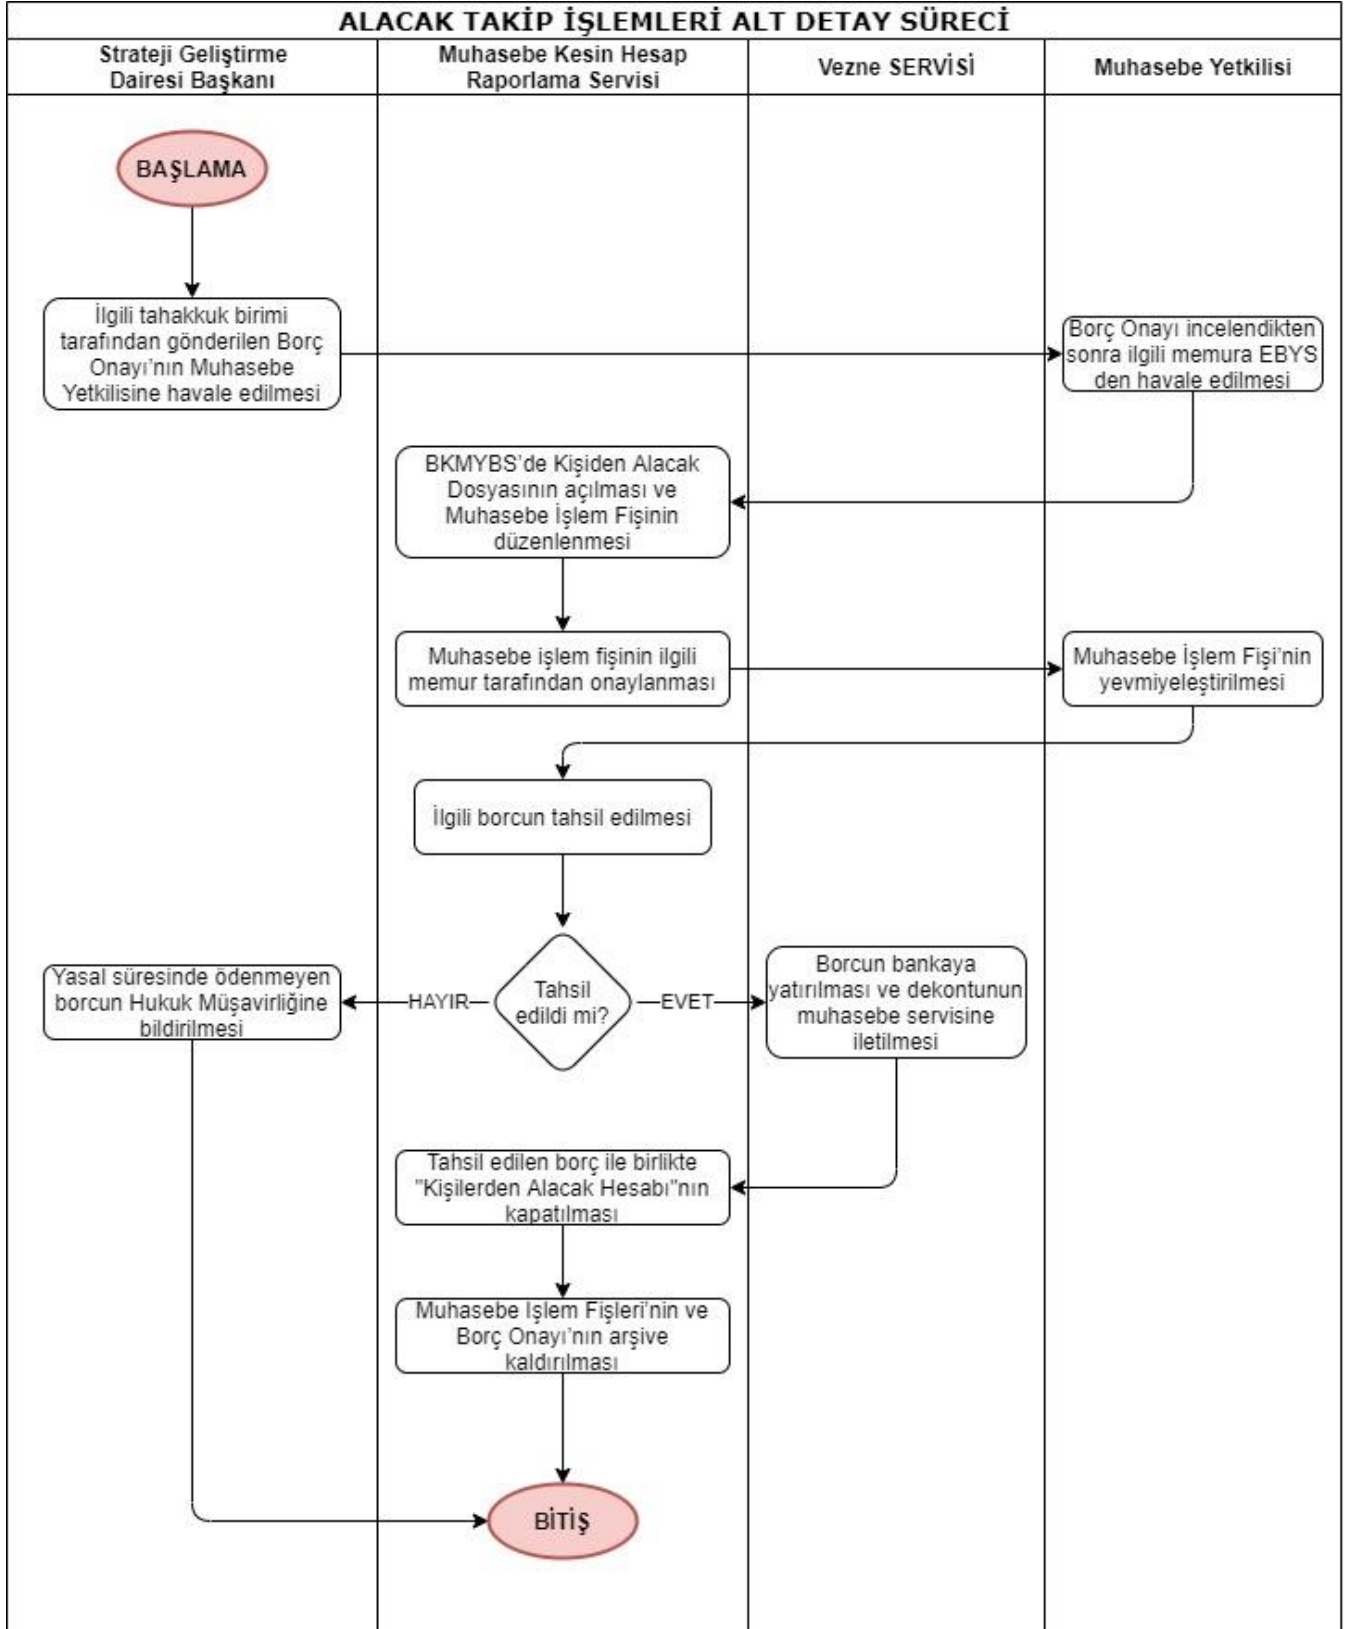 ALACAK TAKİP İŞLEMLERİ ALT DETAY SÜRECİ
Strateji Geliştirme
Dairesi Başkanı
Muhasebe Kesin Hesap
Raporlama Servisi
Vezne SERVİSİ
Muhasebe Yetkilisi
BAŞLAMA
İlgili tahakkuk birimi
tarafından gönderilen Borç
Onayı'nın Muhasebe
Yetkilisine havale edilmesi
Borç Onayı incelendikten
sonra ilgili memura EBYS
den havale edilmesi
BKMYBS'de Kişiden Alacak
Dosyasının açılması ve
Muhasebe İşlem Fişinin
düzenlenmesi
Muhasebe işlem fişinin ilgili
memur tarafından onaylanması
Muhasebe İşlem Fişi'nin
yevmiyeleştirilmesi
İlgili borcun tahsil edilmesi
Tahsil
edildi mi?
HAYIR
EVET
Yasal süresinde ödenmeyen
borcun Hukuk Müşavirliğine
bildirilmesi
Borcun bankaya
yatırılması ve dekontunun
muhasebe servisine
iletilmesi
Tahsil edilen borç ile birlikte
"Kişilerden Alacak Hesabı"nın
kapatılması
Muhasebe İşlem Fişleri'nin ve
Borç Onayı'nın arşive
kaldırılması
BİTİŞ